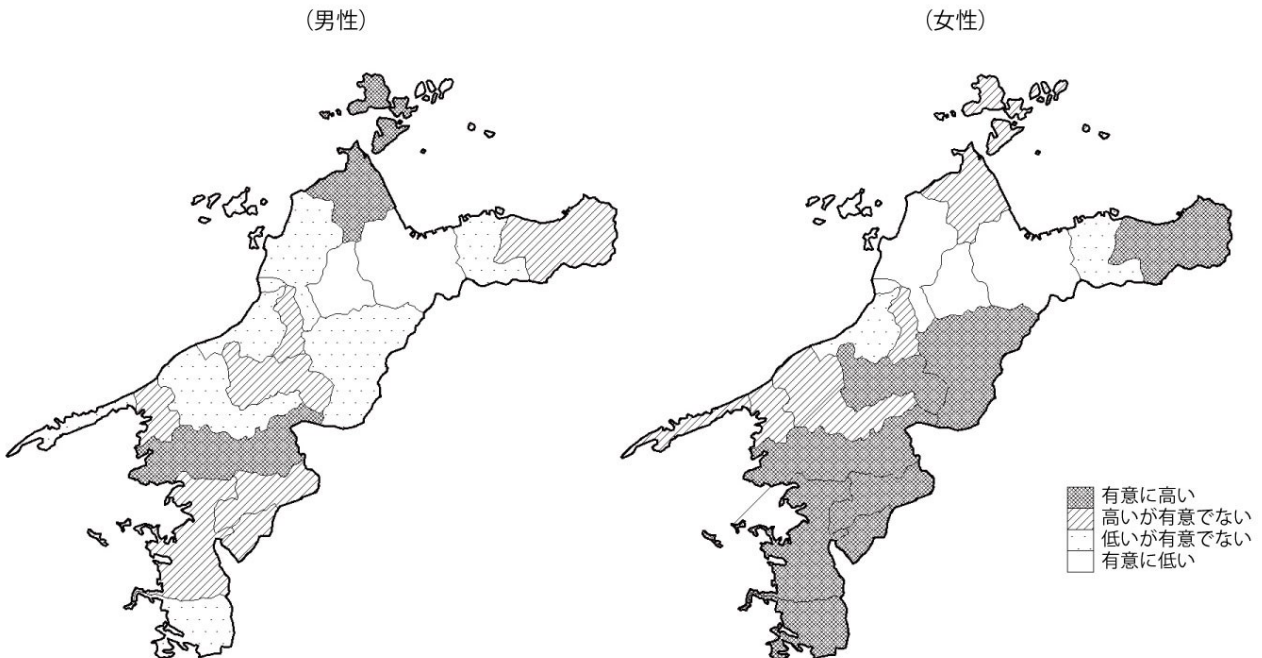 (男性)
(女性)
有意に高い
高いが有意でない
低いが有意でない
有意に低い